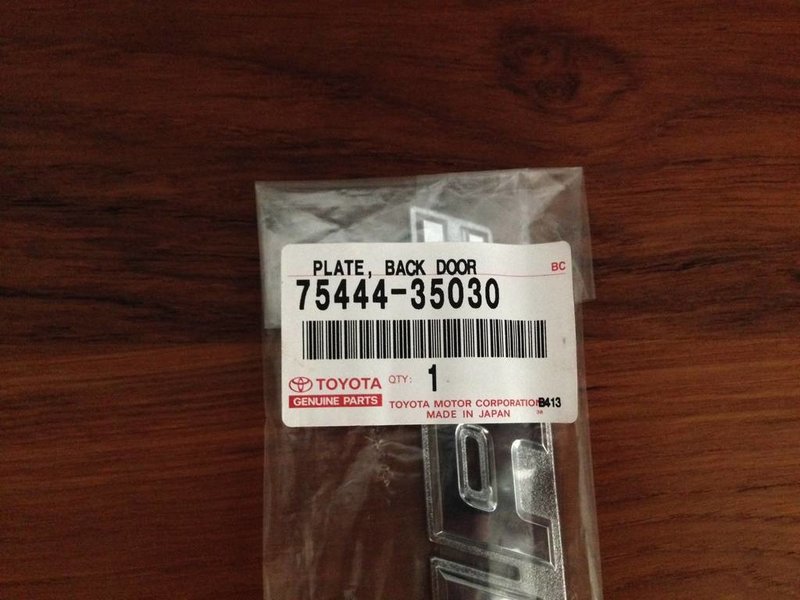 PLATE, BACK DOOR
BC
75444-35030
TOYOTA
GENUINE PARTS
QTY: 1
TOYOTA MOTOR CORPORATION
B413
MADE IN JAPAN